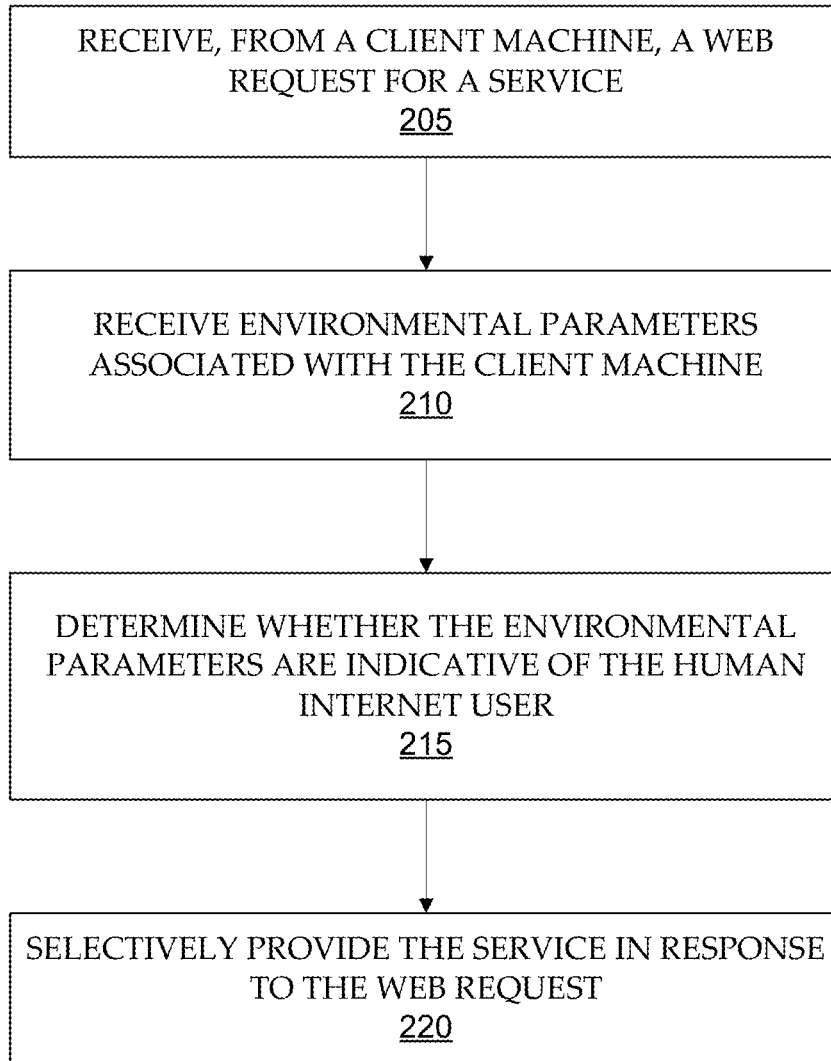 RECEIVE, FROM A CLIENT MACHINE, A WEB
REQUEST FOR A SERVICE
205
RECEIVE ENVIRONMENTAL PARAMETERS
ASSOCIATED WITH THE CLIENT MACHINE
210
DETERMINE WHETHER THE ENVIRONMENTAL
PARAMETERS ARE INDICATIVE OF THE HUMAN
INTERNET USER
215
SELECTIVELY PROVIDE THE SERVICE IN RESPONSE
TO THE WEB REQUEST
220